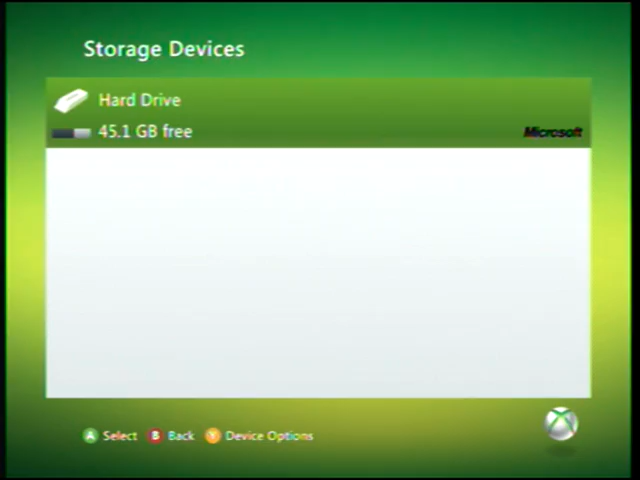 Storage Devices
Hard Drive
45.1 GB free
Microsoft
A Select B Back Y Device Options